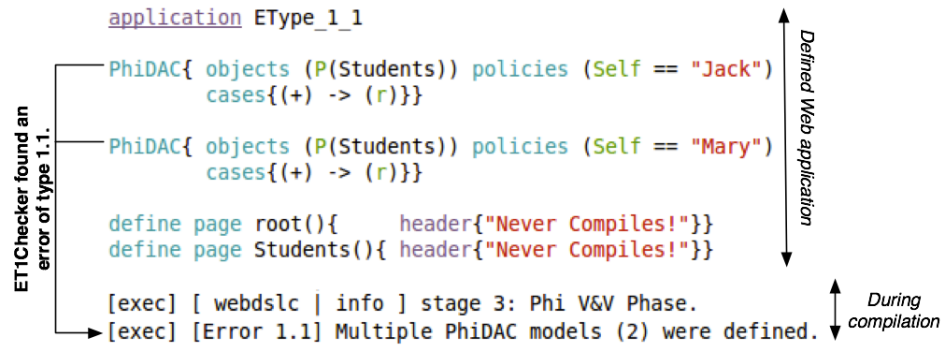 application EType_1_1
PhiDAC{ objects (P(Students)) policies (Self == "Jack")
cases{(+) -> (r)}}
PhiDAC{ objects (P(Students)) policies (Self == "Mary")
cases{(+) -> (r)}}
define page root(){ header{"Never Compiles!"}}
define page Students(){ header{"Never Compiles!"}}
[exec] [ webdslc | info ] stage 3: Phi V&V Phase.
[exec] [Error 1.1] Multiple PhiDAC models (2) were defined.
ET1Checker found an
error of type 1.1.
Defined Web application
During
compilation